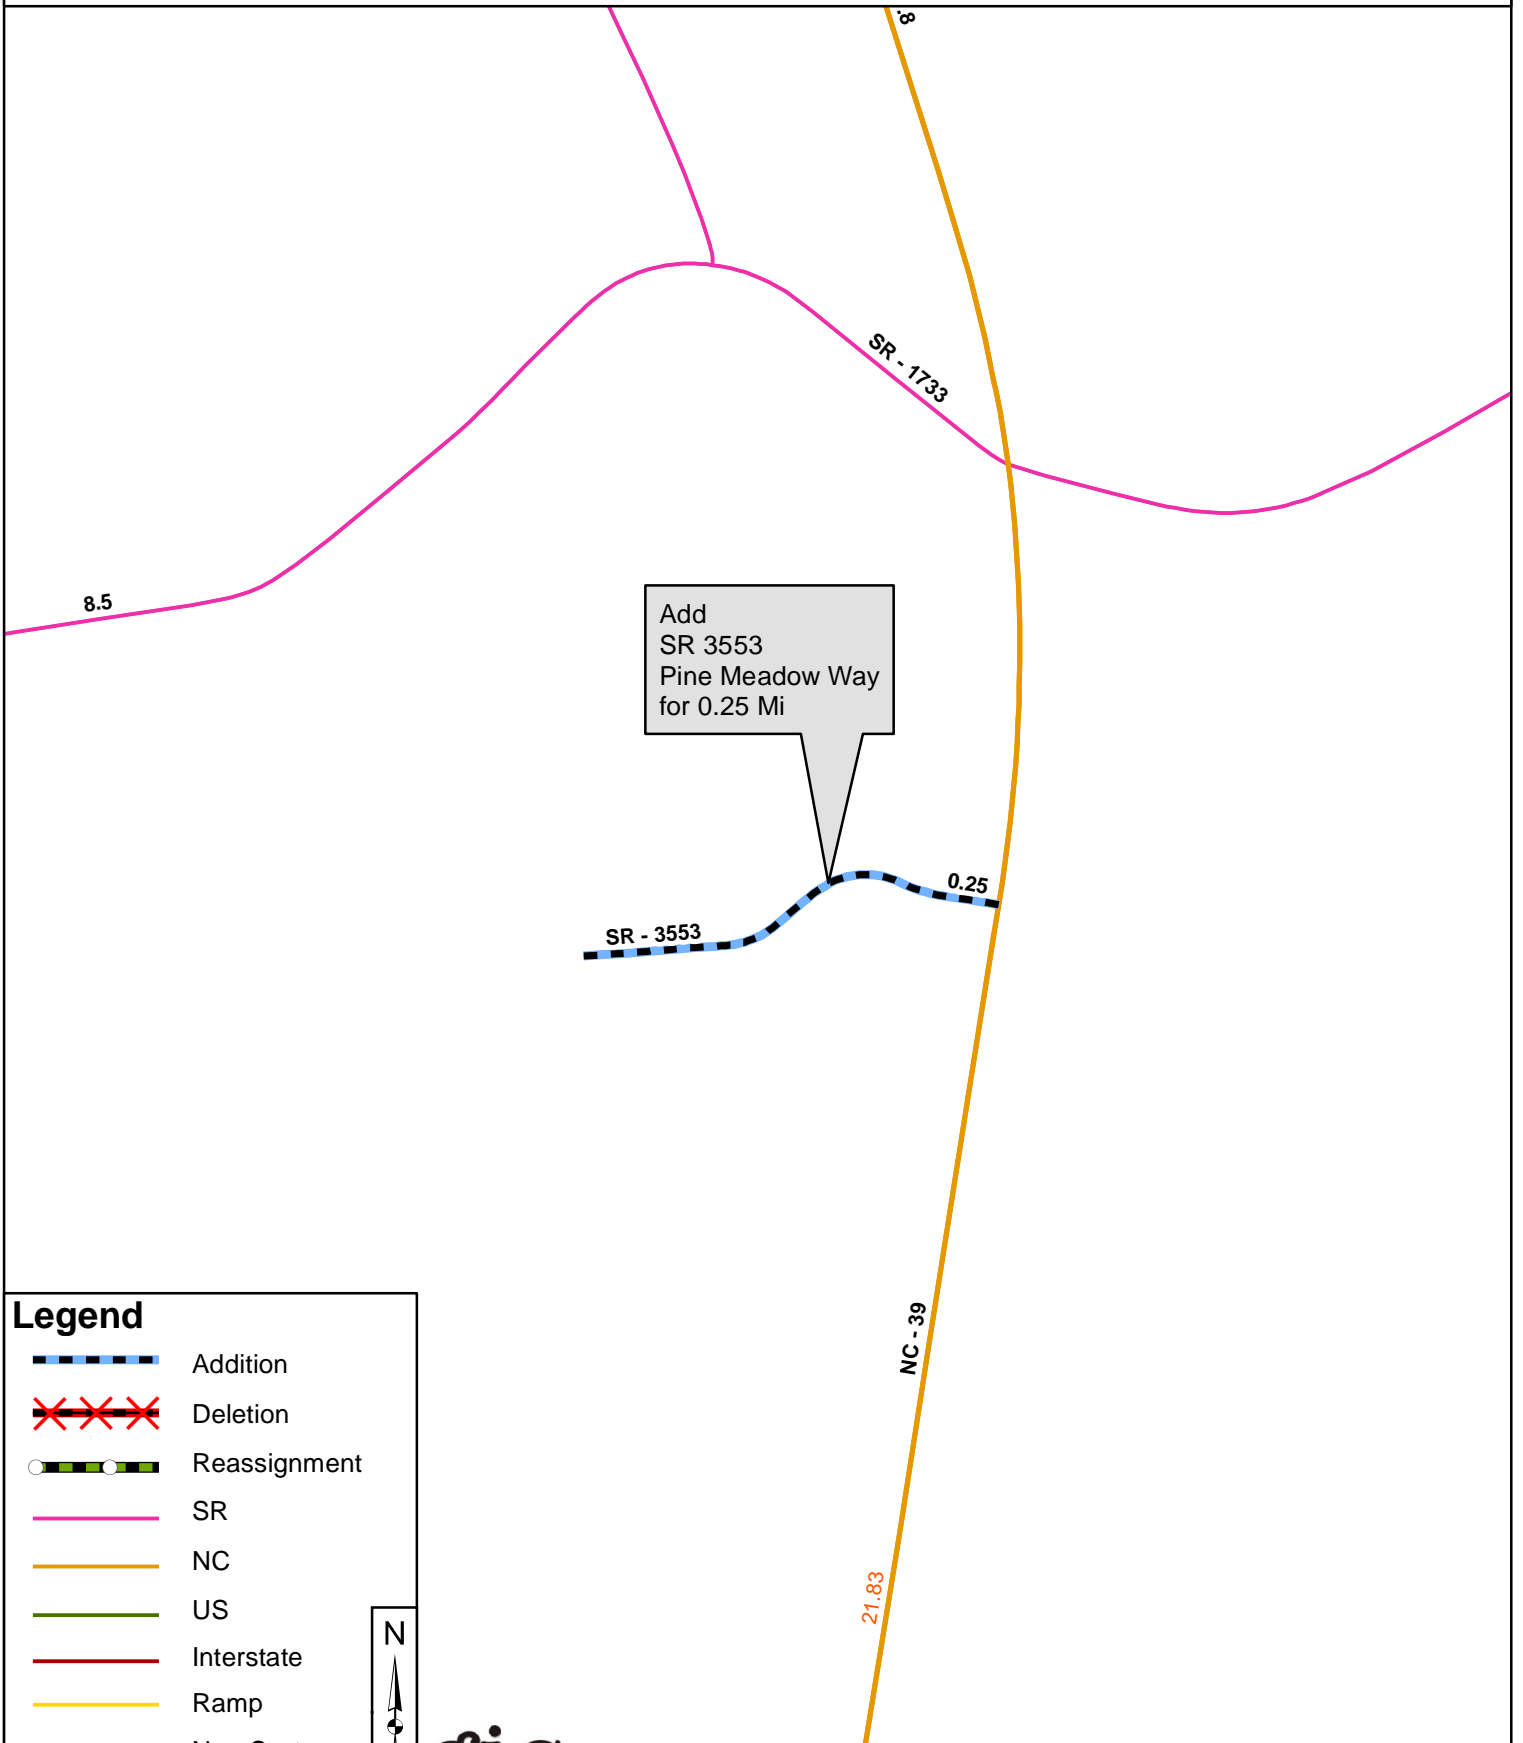 .8
SR - 1733
8.5
Add
SR 3553
Pine Meadow Way
for 0.25 Mi
0.25
SR - 3553
NC - 39
21.83
Legend
Addition
Deletion
Reassignment
SR
NC
US
Interstate
Ramp
N